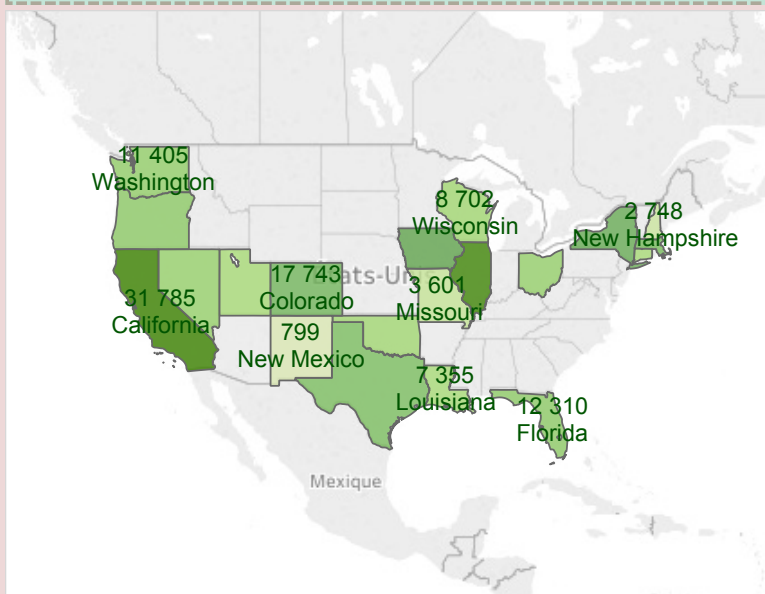 11 405
Washington
8 702
Wisconsin
2 748
New Hampshire
17 743
Colorado
3 601
Missouri
31 785
California
799
New Mexico
7 355
Louisiana
12 310
Florida
Mexique